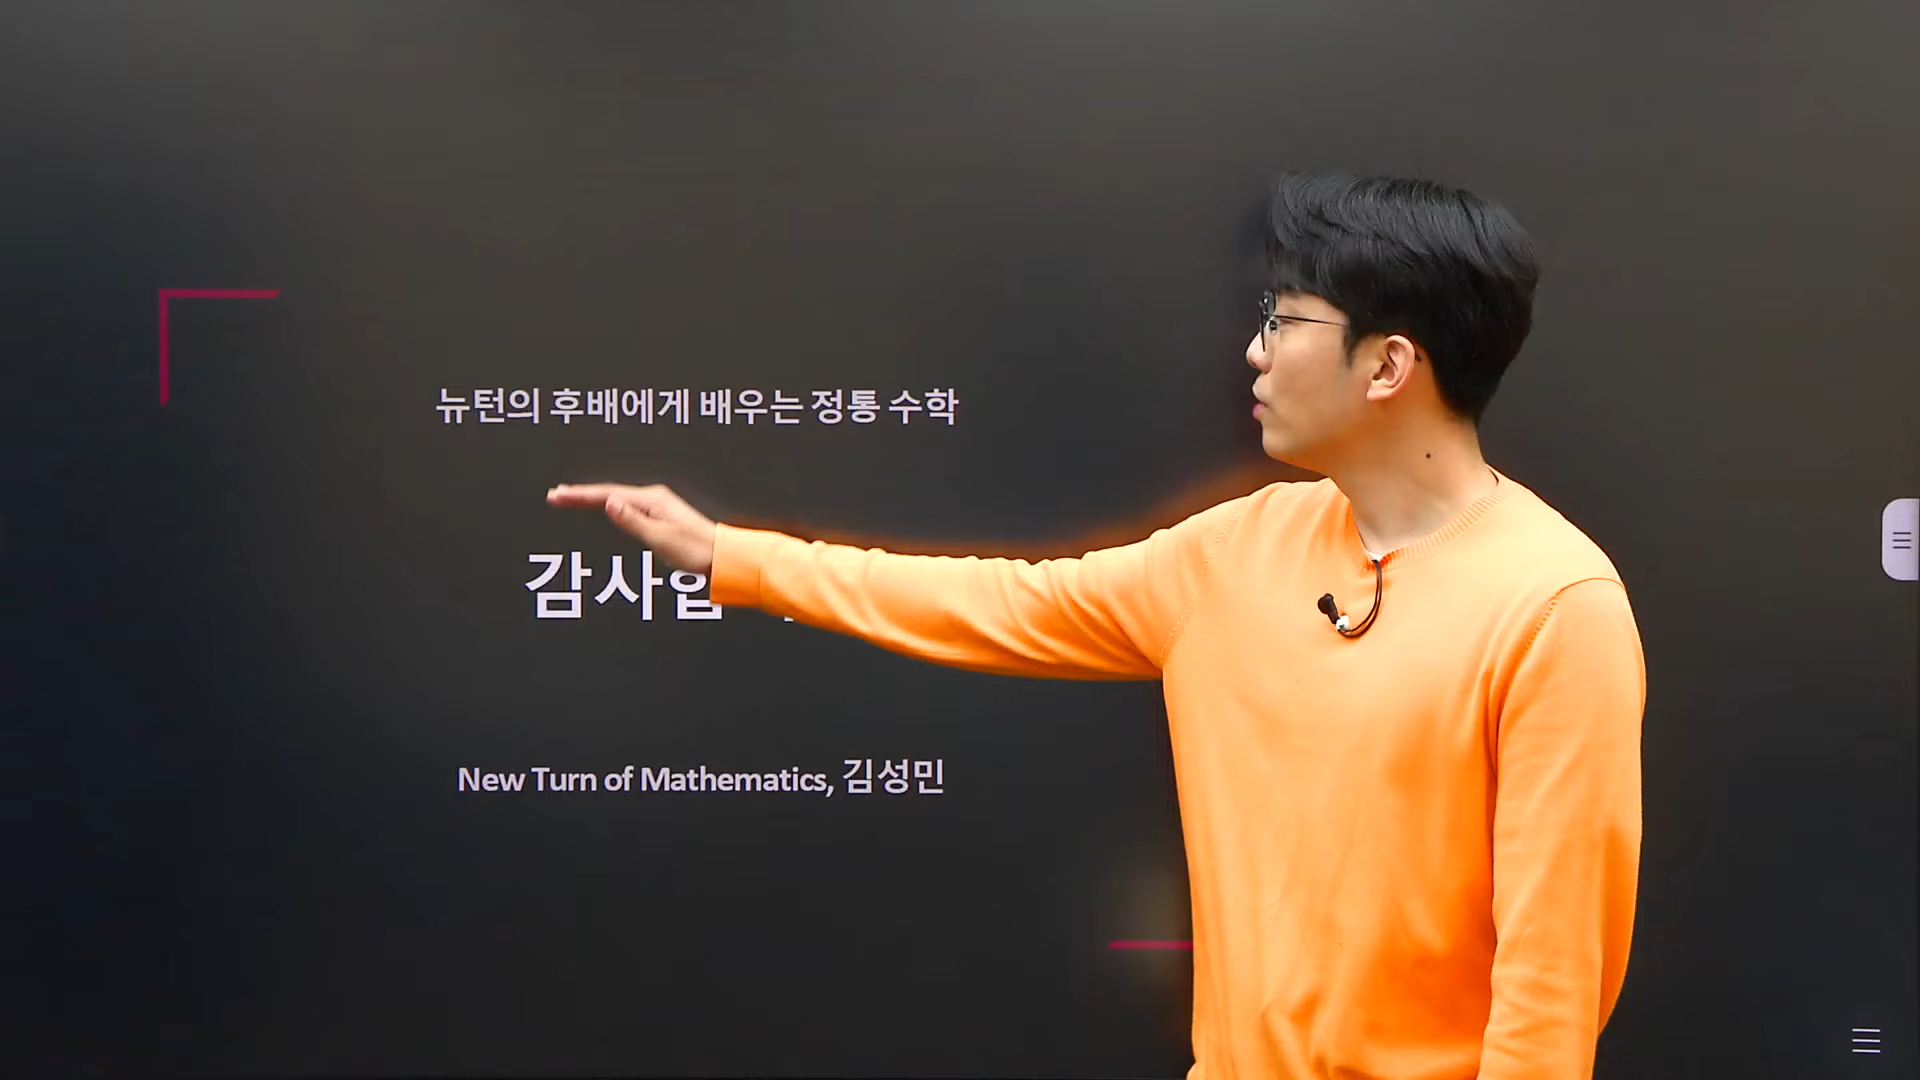 뉴턴의 후배에게 배우는 정통 수학
감사합
New Turn of Mathematics, 김성민